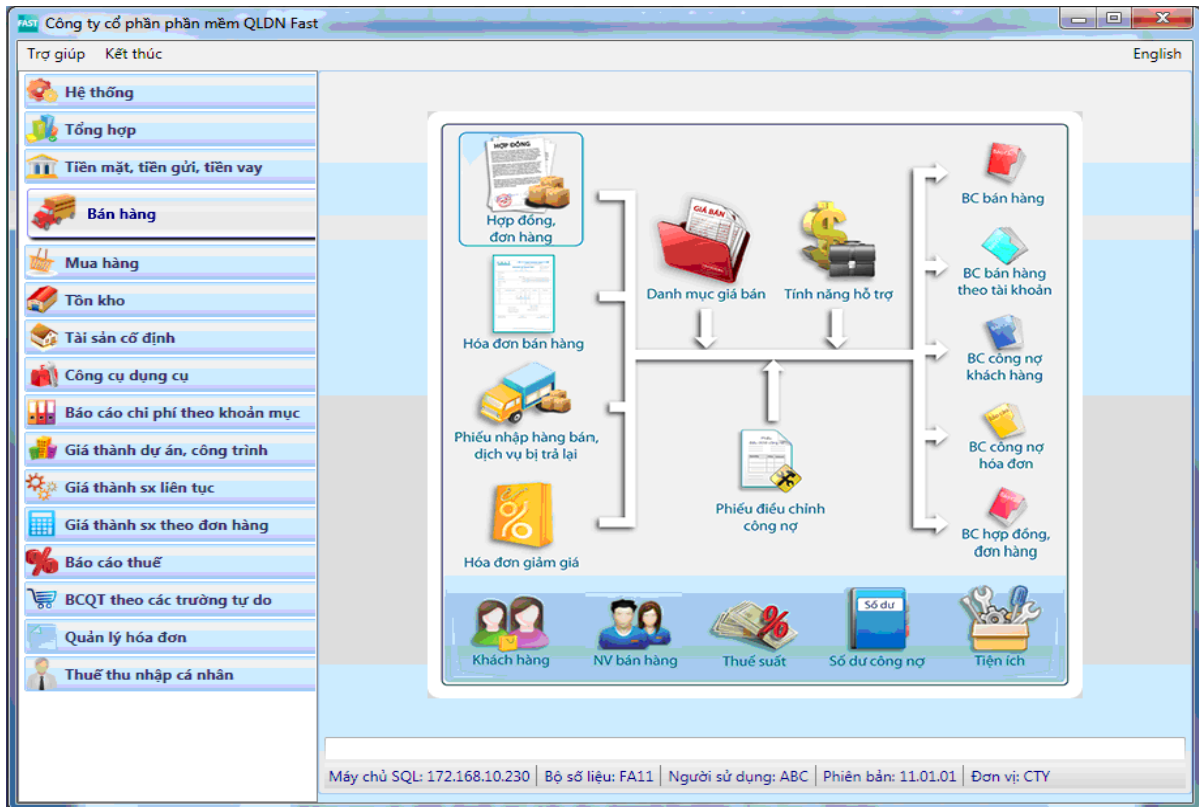 FAST Công ty cổ phần phần mềm QLDN Fast
Trợ giúp Kết thúc English
Hệ thống
Tổng hợp
Tiền mặt, tiền gửi, tiền vay
Bán hàng
Mua hàng
Tồn kho
Tài sản cố định
Công cụ dụng cụ
Báo cáo chi phí theo khoản mục
Giá thành dự án, công trình
Giá thành sx liên tục
Giá thành sx theo đơn hàng
Báo cáo thuế
BCQT theo các trường tự do
Quản lý hóa đơn
Thuế thu nhập cá nhân
HỢP ĐỒNG
Hợp đồng,
đơn hàng
Hóa đơn bán hàng
Phiếu nhập hàng bán,
dịch vụ bị trả lại
%
Hóa đơn giảm giá
GIÁ BÁN
Danh mục giá bán
$
Tính năng hỗ trợ
Phiếu
Phiếu điều chỉnh
công nợ
BC bán hàng
BC bán hàng
theo tài khoản
BC công nợ
khách hàng
BC công nợ
hóa đơn
BC hợp đồng,
đơn hàng
Khách hàng
NV bán hàng
%
Thuế suất
Số dư
Số dư công nợ
Tiện ích
Máy chủ SQL: 172.168.10.230 Bộ số liệu: FA11 Người sử dụng: ABC Phiên bản: 11.01.01 Đơn vị: CTY